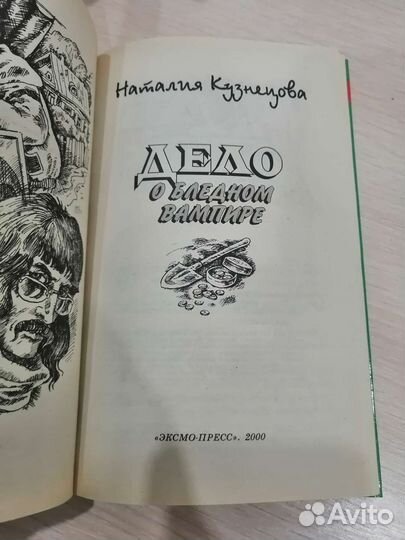 Наталия Кузнецова
ДЕЛО
О БЛЕДНОМ
ВАМПИРЕ
«ЭКСМО-ПРЕСС». 2000
Avito